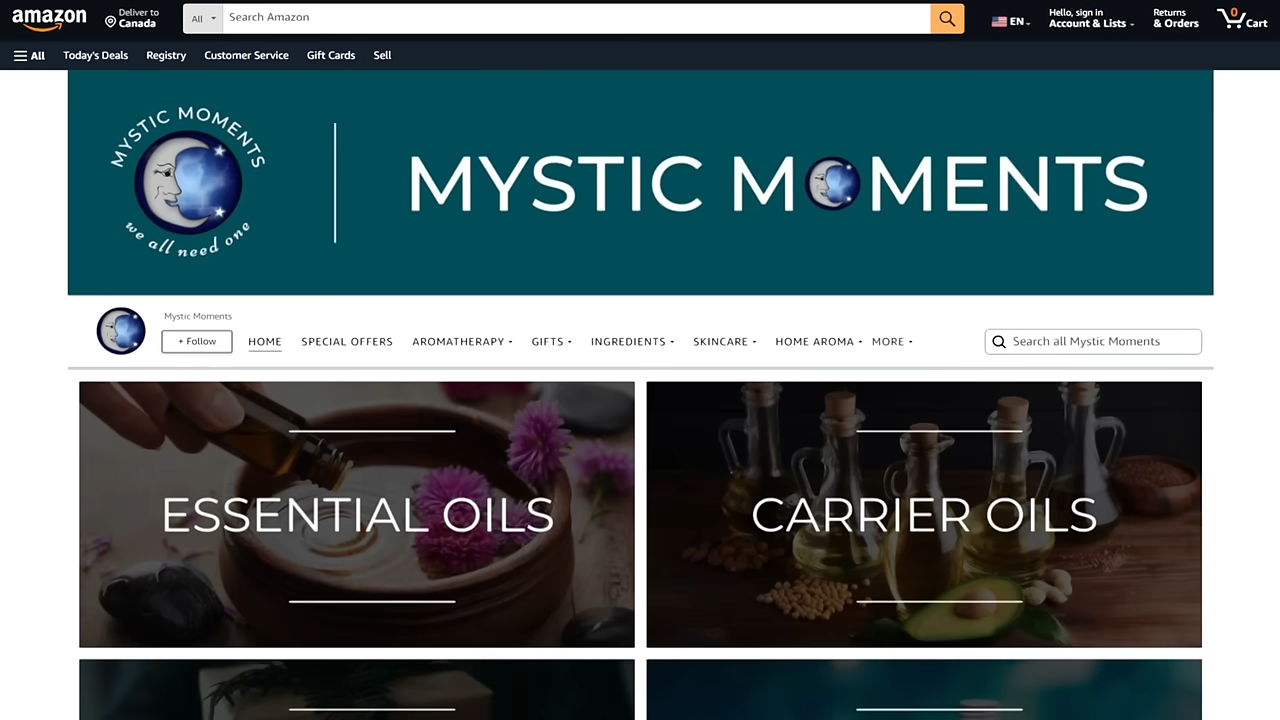 amazon
Deliver to
Canada
All
Search Amazon
EN
Hello, sign in
Account & Lists
Returns
& Orders
0
Cart
All
Today's Deals
Registry
Customer Service
Gift Cards
Sell
MYSTIC MOMENTS
we all need one
MYSTIC MOMENTS
Mystic Moments
+ Follow
HOME
SPECIAL OFFERS
AROMATHERAPY
GIFTS
INGREDIENTS
SKINCARE
HOME AROMA
MORE
Search all Mystic Moments
ESSENTIAL OILS
CARRIER OILS